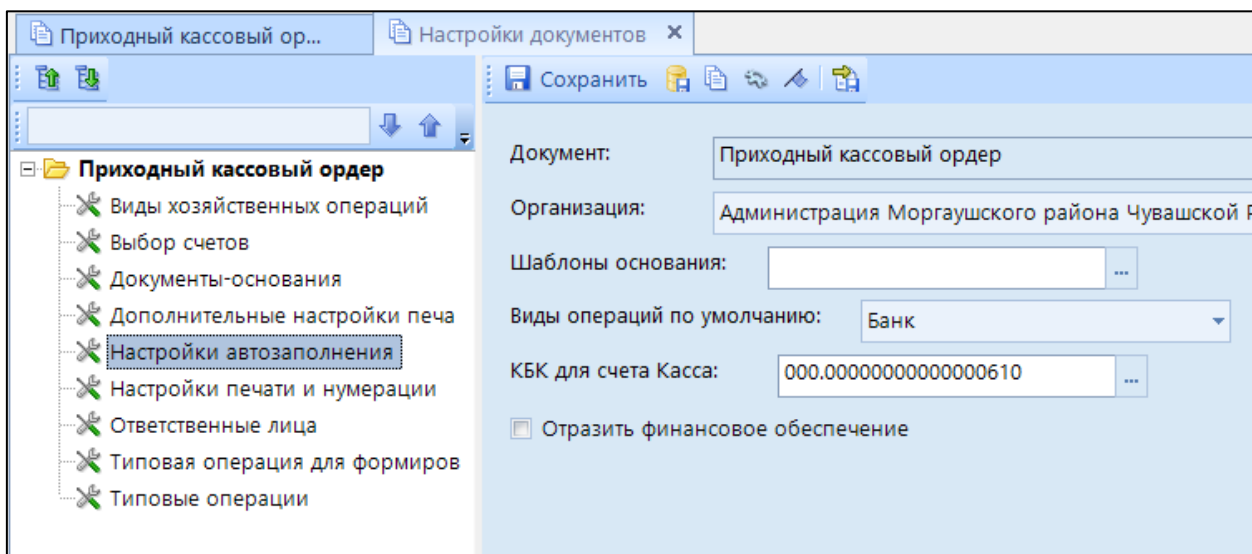 Приходный кассовый ор...
Настройки документов
Сохранить
Приходный кассовый ордер
Виды хозяйственных операций
Выбор счетов
Документы-основания
Дополнительные настройки печа
Настройки автозаполнения
Настройки печати и нумерации
Ответственные лица
Типовая операция для формиров
Типовые операции
Документ: Приходный кассовый ордер
Организация: Администрация Моргаушского района Чувашской Р
Шаблоны основания: ...
Виды операций по умолчанию: Банк
КБК для счета Касса: 000.00000000000000610 ...
Отразить финансовое обеспечение